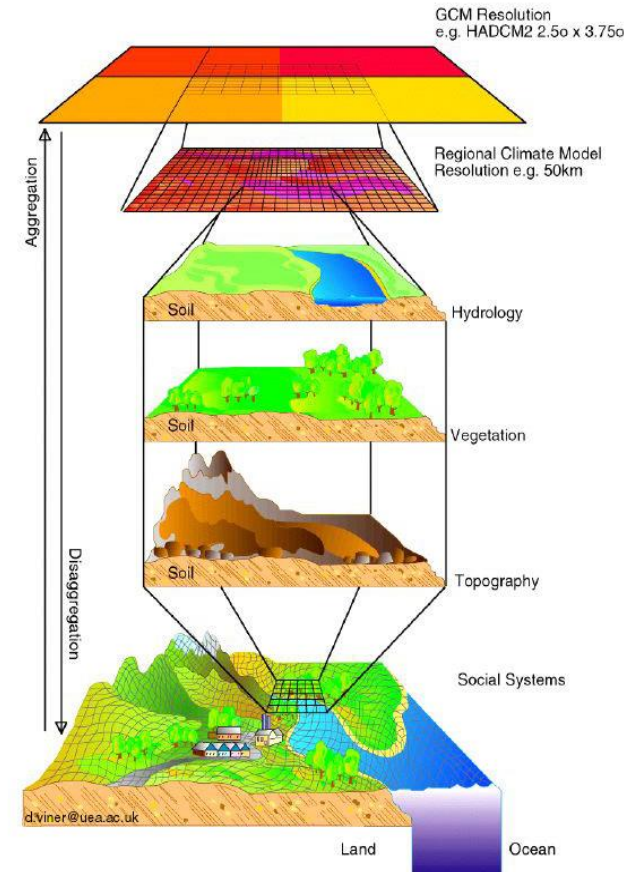 GCM Resolution
e.g. HADCM2 2.5o x 3.75o
Regional Climate Model
Resolution e.g. 50km
Aggregation
Soil
Hydrology
Soil
Vegetation
Disaggregation
Soil
Topography
Social Systems
d.viner@uea.ac.uk
Land
Ocean